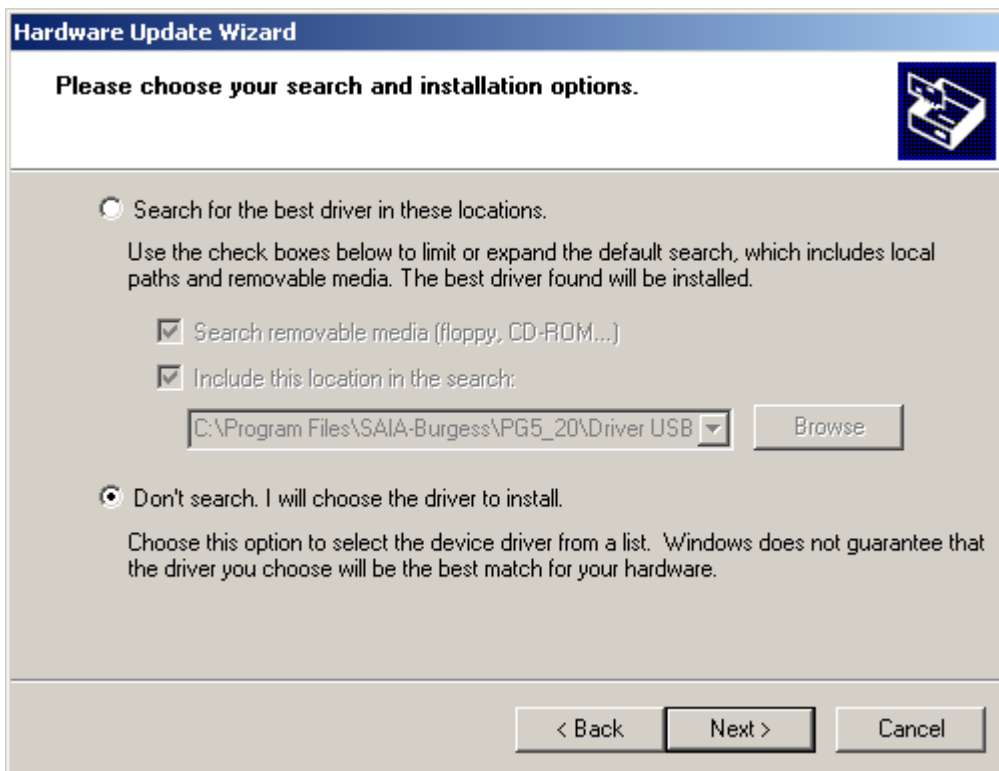 Hardware Update Wizard
Please choose your search and installation options.
Search for the best driver in these locations.
Use the check boxes below to limit or expand the default search, which includes local
paths and removable media. The best driver found will be installed.
Search removable media (floppy, CD-ROM...)
Include this location in the search:
C:\Program Files\SAIA-Burgess\PG5_20\Driver USB
Browse
Don't search. I will choose the driver to install.
Choose this option to select the device driver from a list.  Windows does not guarantee that
the driver you choose will be the best match for your hardware.
< Back Next > Cancel